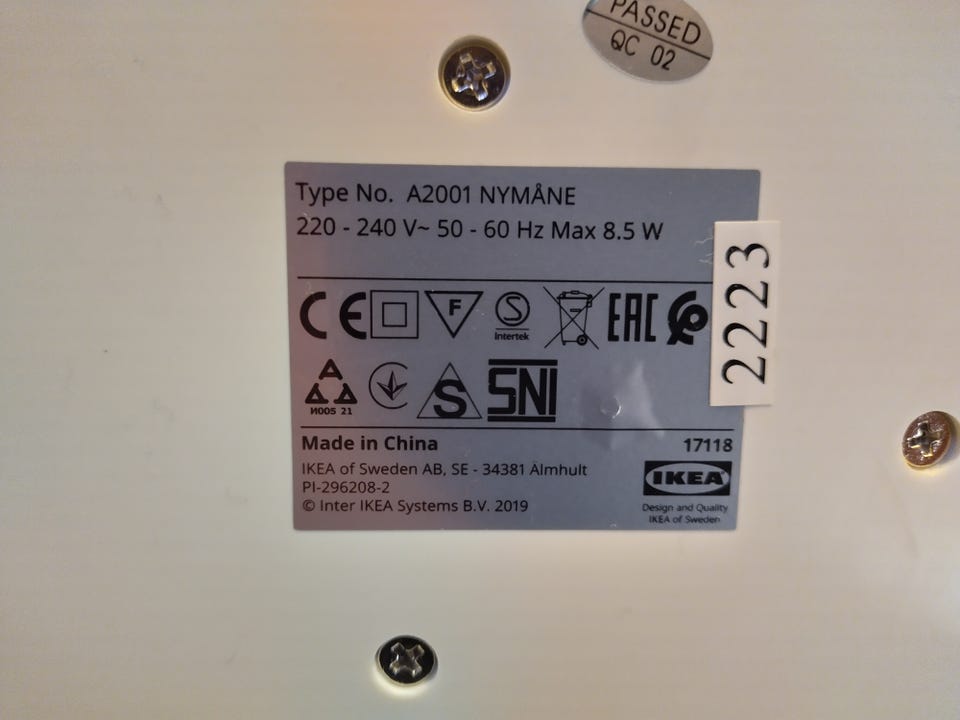 PASSED
QC 02
Type No. A2001 NYMÅNE
220 - 240 V~ 50 - 60 Hz Max 8.5 W
2223
CE F S Intertek EAC
A
И005 21
S SNI
Made in China 17118
IKEA of Sweden AB, SE - 34381 Älmhult
PI-296208-2
© Inter IKEA Systems B.V. 2019
IKEA
Design and Quality
IKEA of Sweden